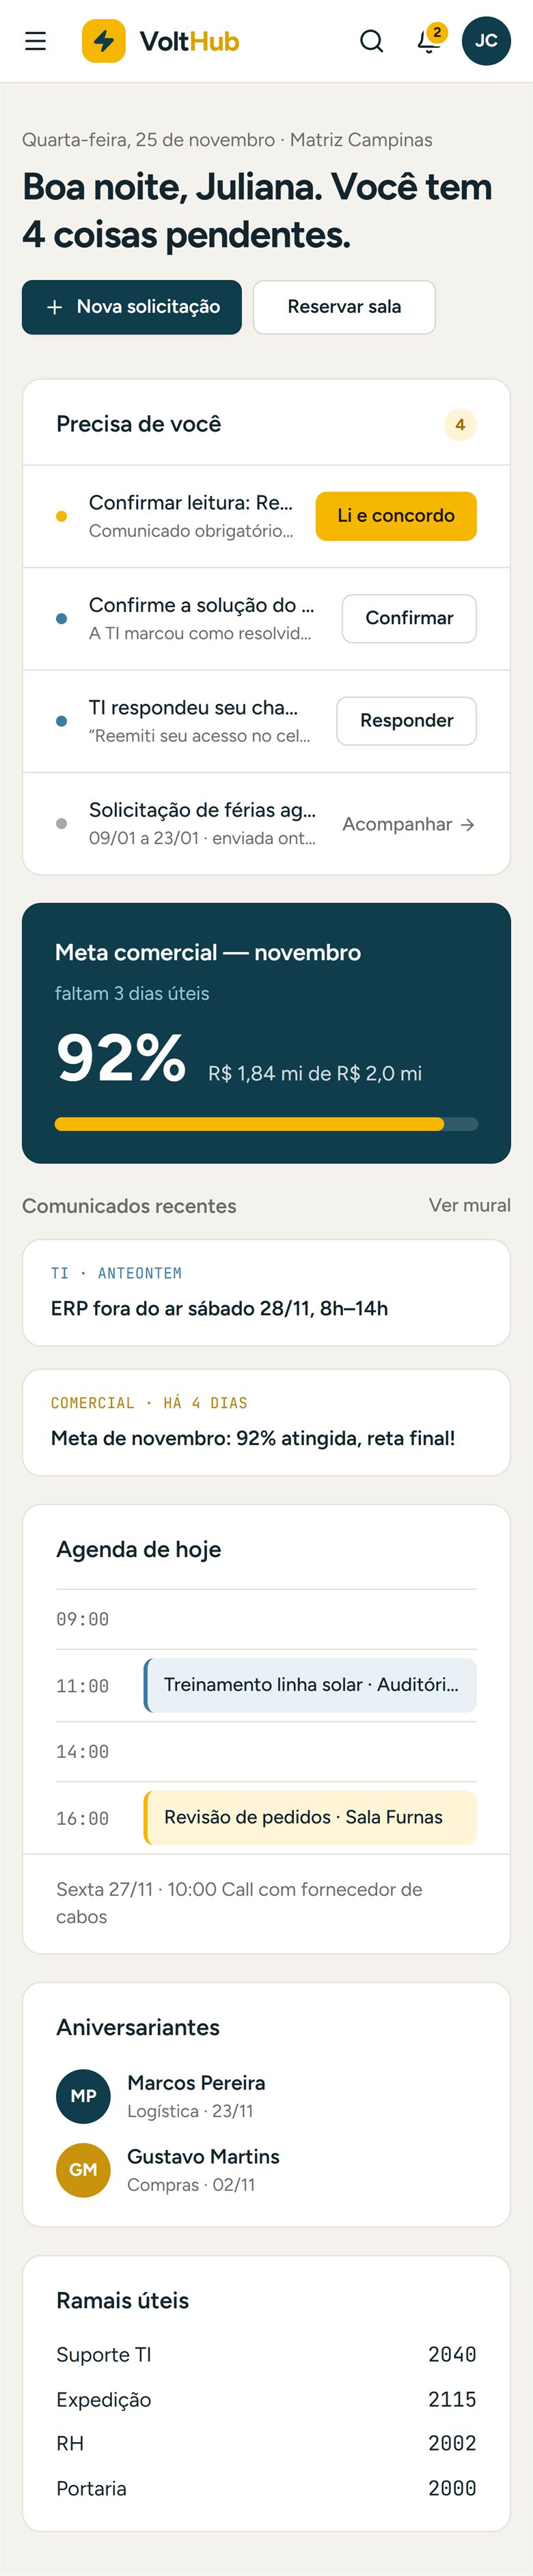 VoltHub
2
JC
Quarta-feira, 25 de novembro · Matriz Campinas
Boa noite, Juliana. Você tem
4 coisas pendentes.
+ Nova solicitação
Reservar sala
Precisa de você
4
Confirmar leitura: Re...
Comunicado obrigatório...
Li e concordo
Confirme a solução do ...
A TI marcou como resolvid...
Confirmar
TI respondeu seu cha...
“Reemiti seu acesso no cel...
Responder
Solicitação de férias ag...
09/01 a 23/01 · enviada ont...
Acompanhar →
Meta comercial — novembro
faltam 3 dias úteis
92%
R$ 1,84 mi de R$ 2,0 mi
Comunicados recentes
Ver mural
TI · ANTEONTEM
ERP fora do ar sábado 28/11, 8h–14h
COMERCIAL · HÁ 4 DIAS
Meta de novembro: 92% atingida, reta final!
Agenda de hoje
09:00
11:00
Treinamento linha solar · Auditóri...
14:00
16:00
Revisão de pedidos · Sala Furnas
Sexta 27/11 · 10:00 Call com fornecedor de
cabos
Aniversariantes
MP
Marcos Pereira
Logística · 23/11
GM
Gustavo Martins
Compras · 02/11
Ramais úteis
Suporte TI 2040
Expedição 2115
RH 2002
Portaria 2000